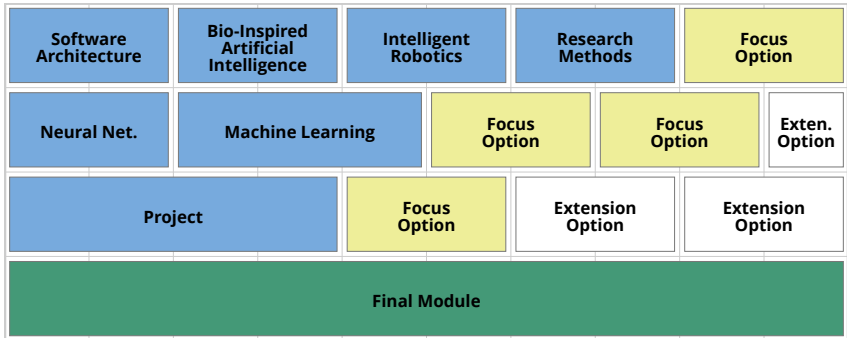 Software
Architecture
Bio-Inspired
Artificial
Intelligence
Intelligent
Robotics
Research
Methods
Focus
Option
Neural Net.
Machine Learning
Focus
Option
Focus
Option
Exten.
Option
Project
Focus
Option
Extension
Option
Extension
Option
Final Module